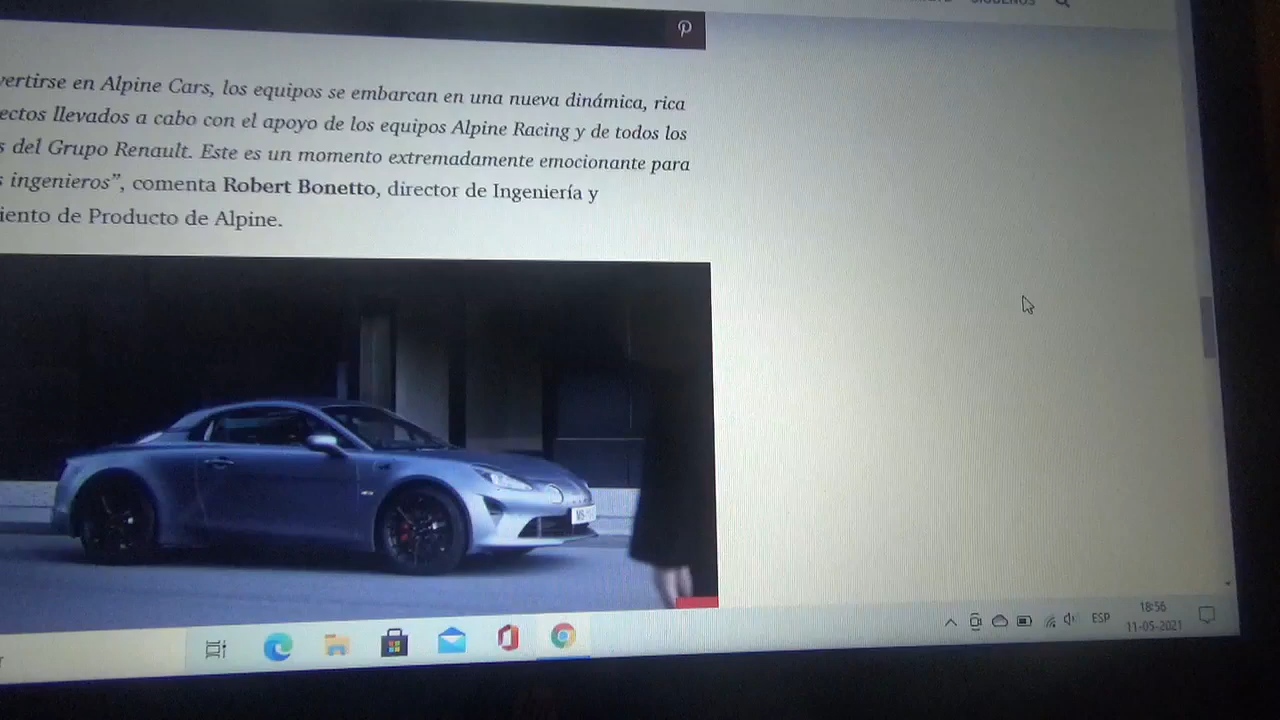 SÍGUENOS
vertirse en Alpine Cars, los equipos se embarcan en una nueva dinámica, rica
ectos llevados a cabo con el apoyo de los equipos Alpine Racing y de todos los
s del Grupo Renault. Este es un momento extremadamente emocionante para
s ingenieros”, comenta Robert Bonetto, director de Ingeniería y
iento de Producto de Alpine.
ESP
18:56
11-05-2021